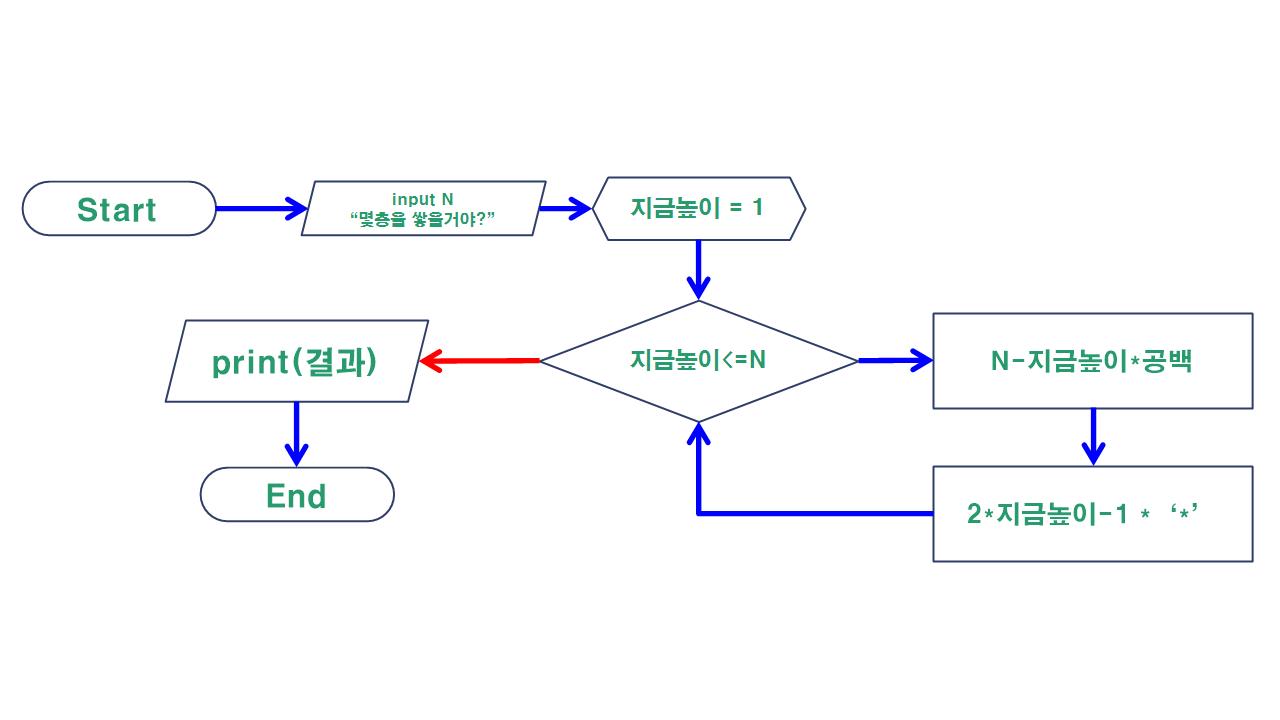 Start
input N
“몇층을 쌓을거야?”
지금높이 = 1
print(결과)
지금높이<=N
N-지금높이*공백
End
2*지금높이-1 * ‘*’